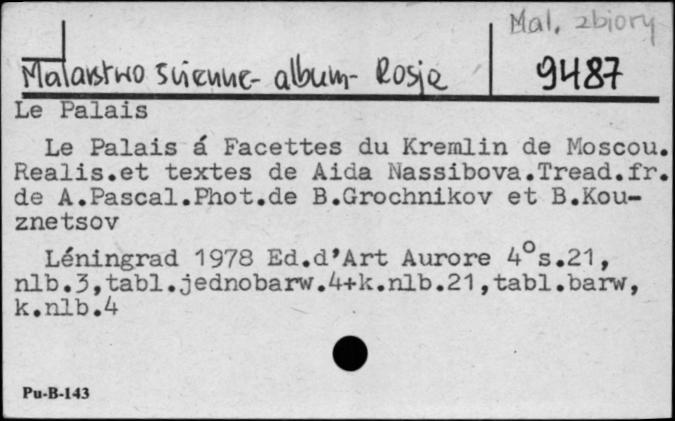 Mal. zbiory
Malarstwo ścienne - album - Rosja
9487
Le Palais
Le Palais á Facettes du Kremlin de Moscou.
Realis.et textes de Aida Nassibova.Tread.fr.
de A.Pascal.Phot.de B.Grochnikov et B.Kou-
znetsov
Léningrad 1978 Ed.d'Art Aurore 4°s.21,
nlb.3,tabl.jednobarw.4+k.nlb.21,tabl.barw,
k.nlb.4
Pu-B-143